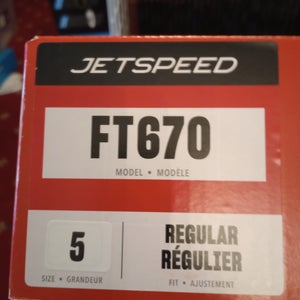 JETSPEED
FT670
MODEL • MODÈLE
5
SIZE • GRANDEUR
REGULAR
RÉGULIER
FIT • AJUSTEMENT